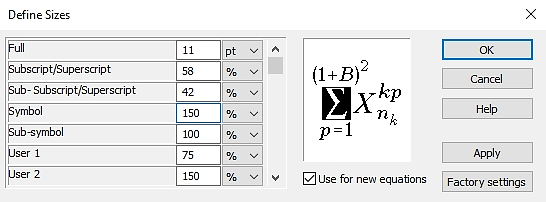 Define Sizes
Full 11 pt
Subscript/Superscript 58 %
Sub- Subscript/Superscript 42 %
Symbol 150 %
Sub-symbol 100 %
User 1 75 %
User 2 150 %
(1+B)²
∑ X kp n k
p=1
Use for new equations
OK
Cancel
Help
Apply
Factory settings